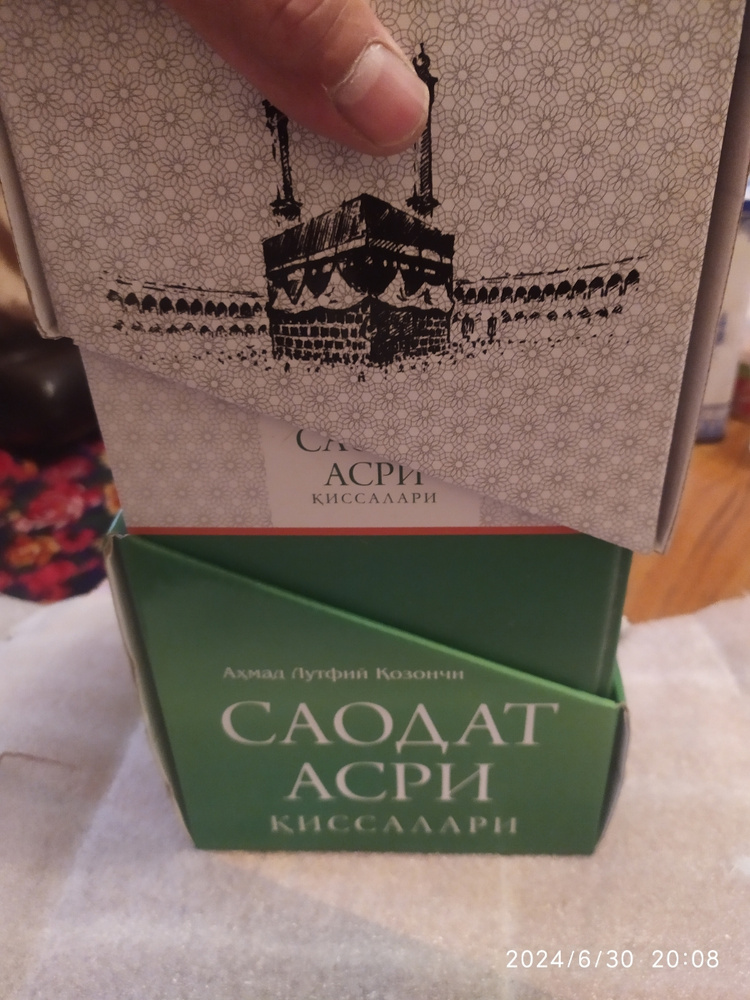 АСРИ
ҚИССАЛАРИ
Аҳмад Лутфий Қозончи
САОДАТ
АСРИ
ҚИССАЛАРИ
2024/6/30 20:08